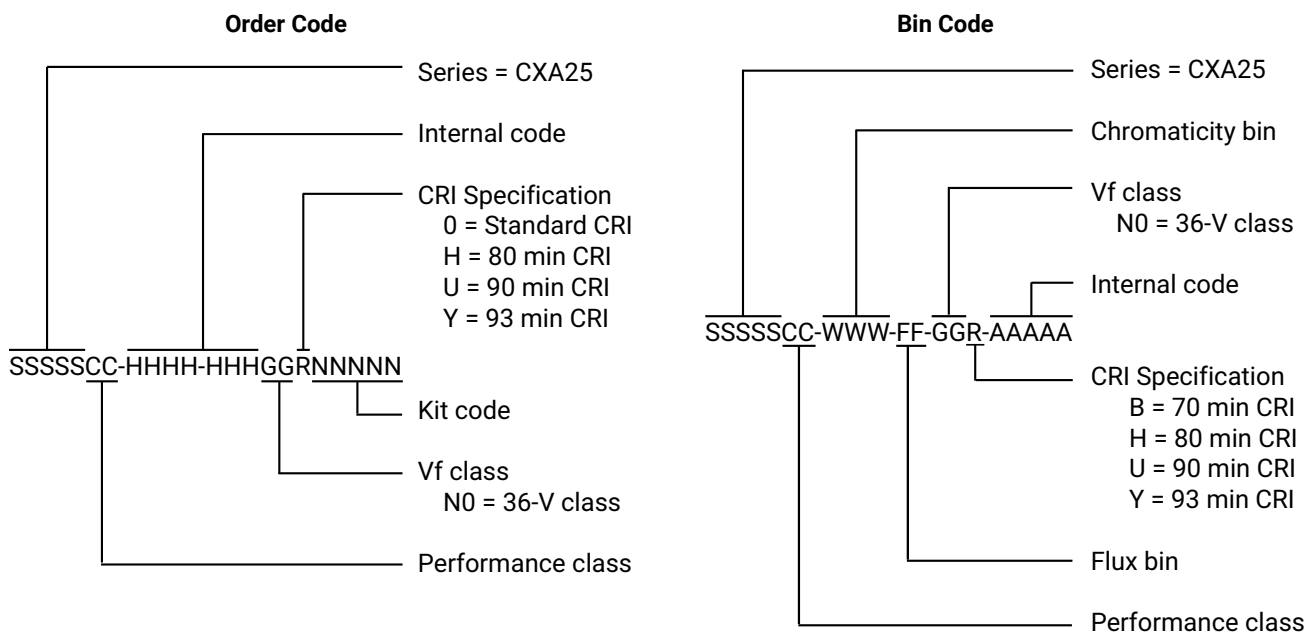 Order Code
Series = CXA25
Internal code
CRI Specification
0 = Standard CRI
H = 80 min CRI
U = 90 min CRI
Y = 93 min CRI
SSSSSCC-HHHH-HHHGGRNNNNN
Kit code
Vf class
N0 = 36-V class
Performance class
Bin Code
Series = CXA25
Chromaticity bin
Vf class
N0 = 36-V class
Internal code
SSSSSCC-WWW-FF-GGR-AAAAA
CRI Specification
B = 70 min CRI
H = 80 min CRI
U = 90 min CRI
Y = 93 min CRI
Flux bin
Performance class